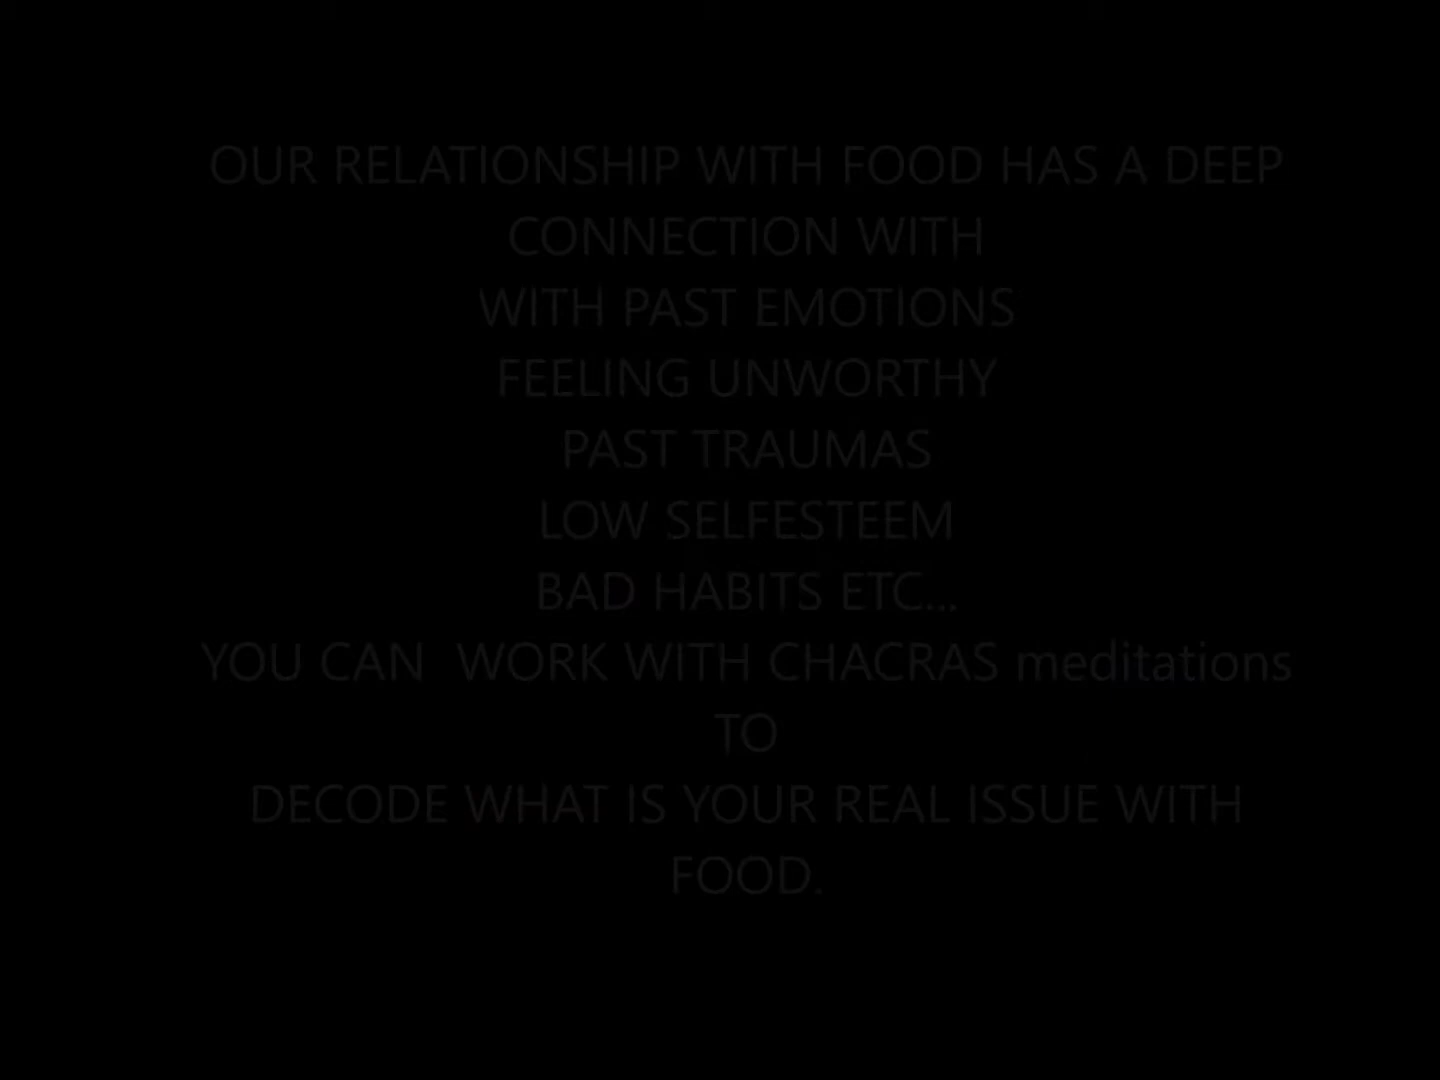 OUR RELATIONSHIP WITH FOOD HAS A DEEP
CONNECTION WITH
WITH PAST EMOTIONS
FEELING UNWORTHY
PAST TRAUMAS
LOW SELFESTEEM
BAD HABITS ETC...
YOU CAN  WORK WITH CHACRAS meditations
TO
DECODE WHAT IS YOUR REAL ISSUE WITH
FOOD.